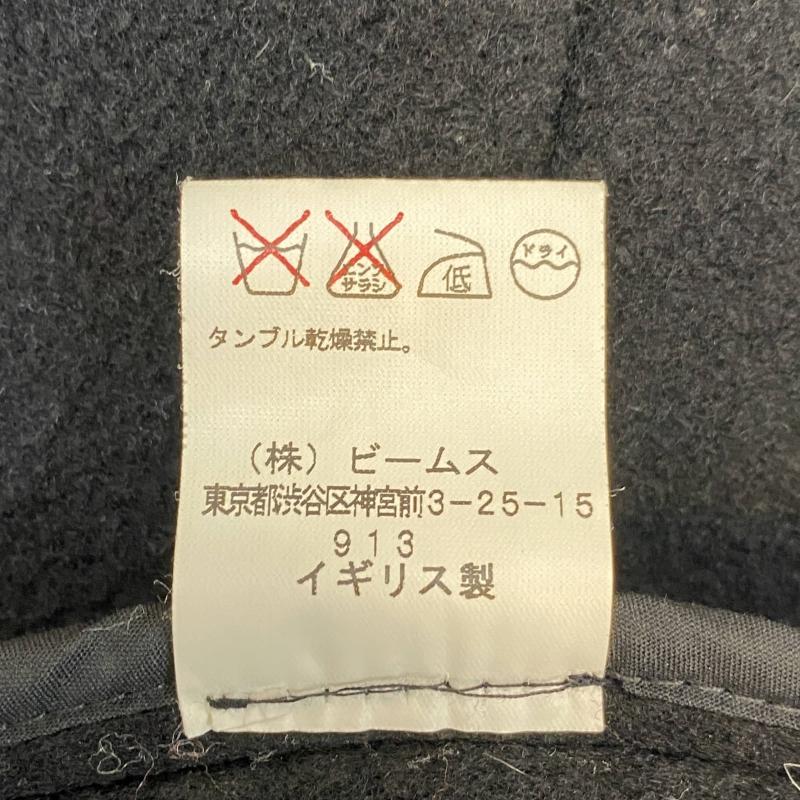 エンソ
サラシ
低
ドライ
タンブル乾燥禁止。
(株)ビームス
東京都渋谷区神宮前3-25-15
913
イギリス製